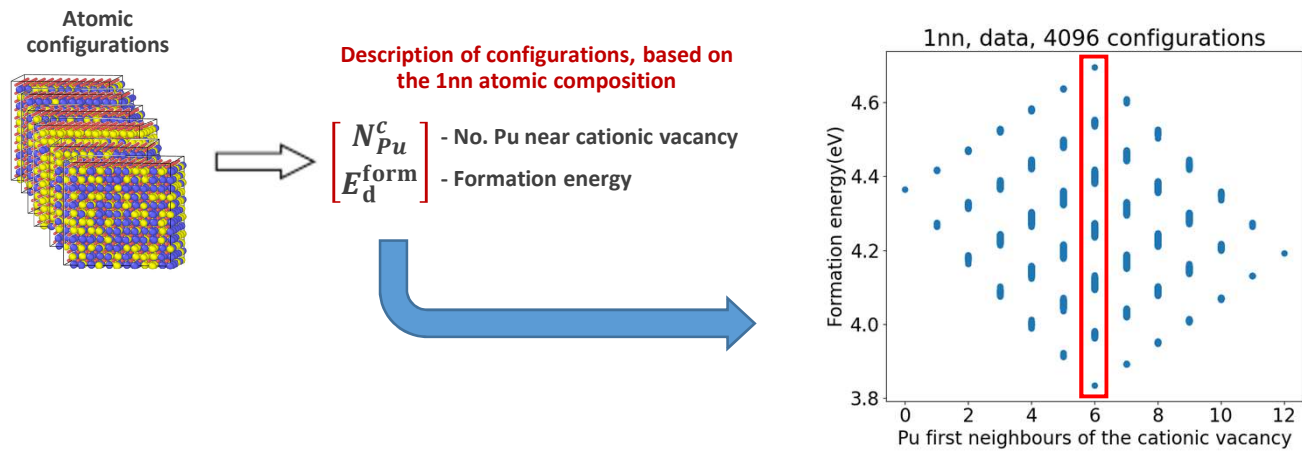 Atomic
configurations
Description of configurations, based on
the 1nn atomic composition
N^c_Pu - No. Pu near cationic vacancy
E^form_d - Formation energy
1nn, data, 4096 configurations
Formation energy(eV)
4.6
4.4
4.2
4.0
3.8
0 2 4 6 8 10 12
Pu first neighbours of the cationic vacancy